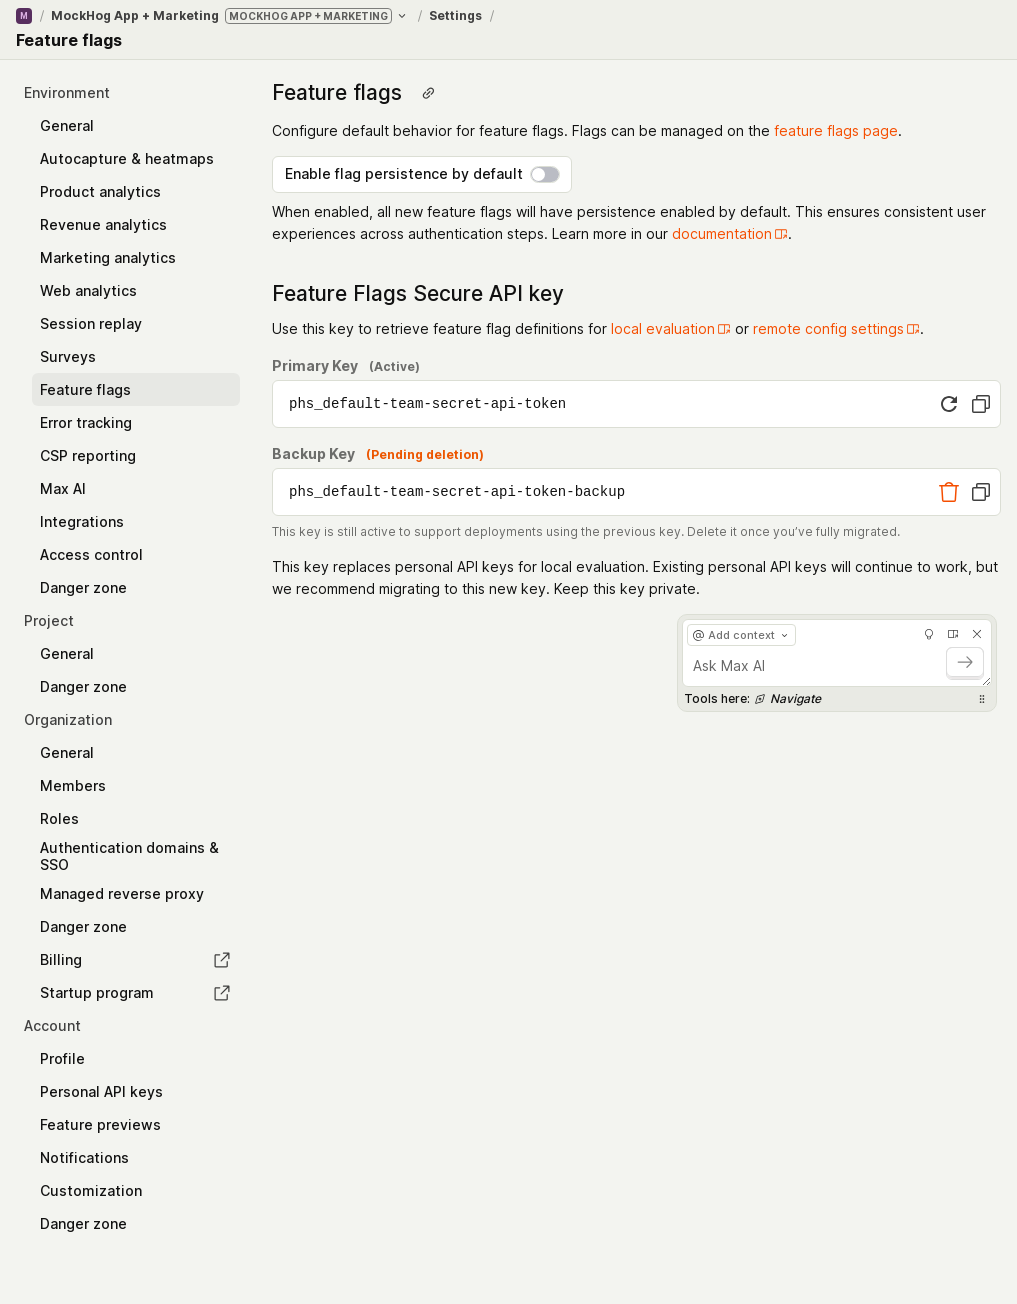 M / MockHog App + Marketing MOCKHOG APP + MARKETING / Settings /
Feature flags
Environment
General
Autocapture & heatmaps
Product analytics
Revenue analytics
Marketing analytics
Web analytics
Session replay
Surveys
Feature flags
Error tracking
CSP reporting
Max AI
Integrations
Access control
Danger zone
Project
General
Danger zone
Organization
General
Members
Roles
Authentication domains &
SSO
Managed reverse proxy
Danger zone
Billing
Startup program
Account
Profile
Personal API keys
Feature previews
Notifications
Customization
Danger zone
Feature flags
Configure default behavior for feature flags. Flags can be managed on the feature flags page.
Enable flag persistence by default
When enabled, all new feature flags will have persistence enabled by default. This ensures consistent user
experiences across authentication steps. Learn more in our documentation.
Feature Flags Secure API key
Use this key to retrieve feature flag definitions for local evaluation or remote config settings.
Primary Key (Active)
phs_default-team-secret-api-token
Backup Key (Pending deletion)
phs_default-team-secret-api-token-backup
This key is still active to support deployments using the previous key. Delete it once you’ve fully migrated.
This key replaces personal API keys for local evaluation. Existing personal API keys will continue to work, but
we recommend migrating to this new key. Keep this key private.
@ Add context
Ask Max AI
Tools here: Navigate